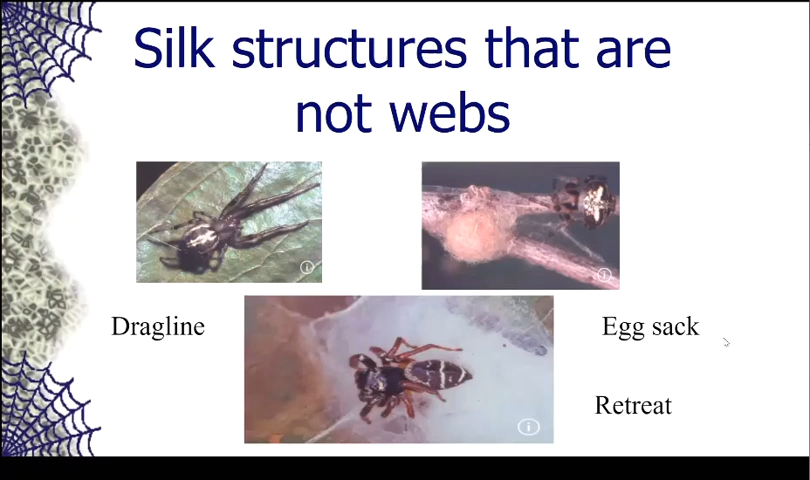 Silk structures that are
not webs
Dragline
Egg sack
Retreat